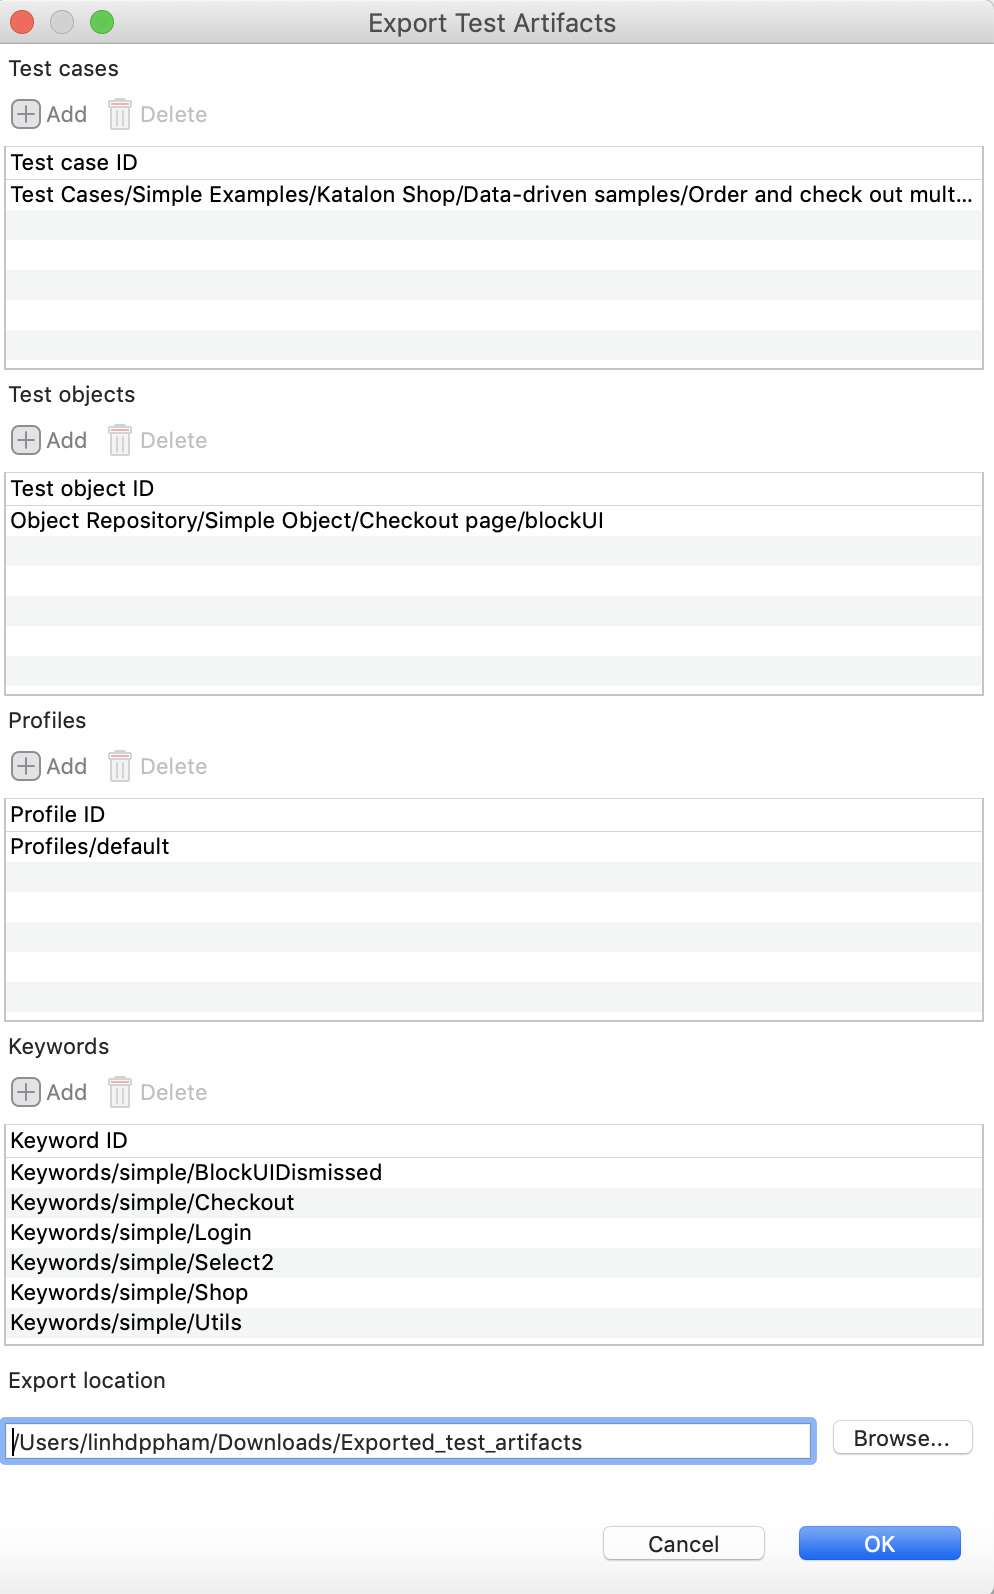 Export Test Artifacts
Test cases
Add Delete
Test case ID
Test Cases/Simple Examples/Katalon Shop/Data-driven samples/Order and check out mult...
Test objects
Add Delete
Test object ID
Object Repository/Simple Object/Checkout page/blockUI
Profiles
Add Delete
Profile ID
Profiles/default
Keywords
Add Delete
Keyword ID
Keywords/simple/BlockUIDismissed
Keywords/simple/Checkout
Keywords/simple/Login
Keywords/simple/Select2
Keywords/simple/Shop
Keywords/simple/Utils
Export location
/Users/linhdppham/Downloads/Exported_test_artifacts
Browse...
Cancel OK